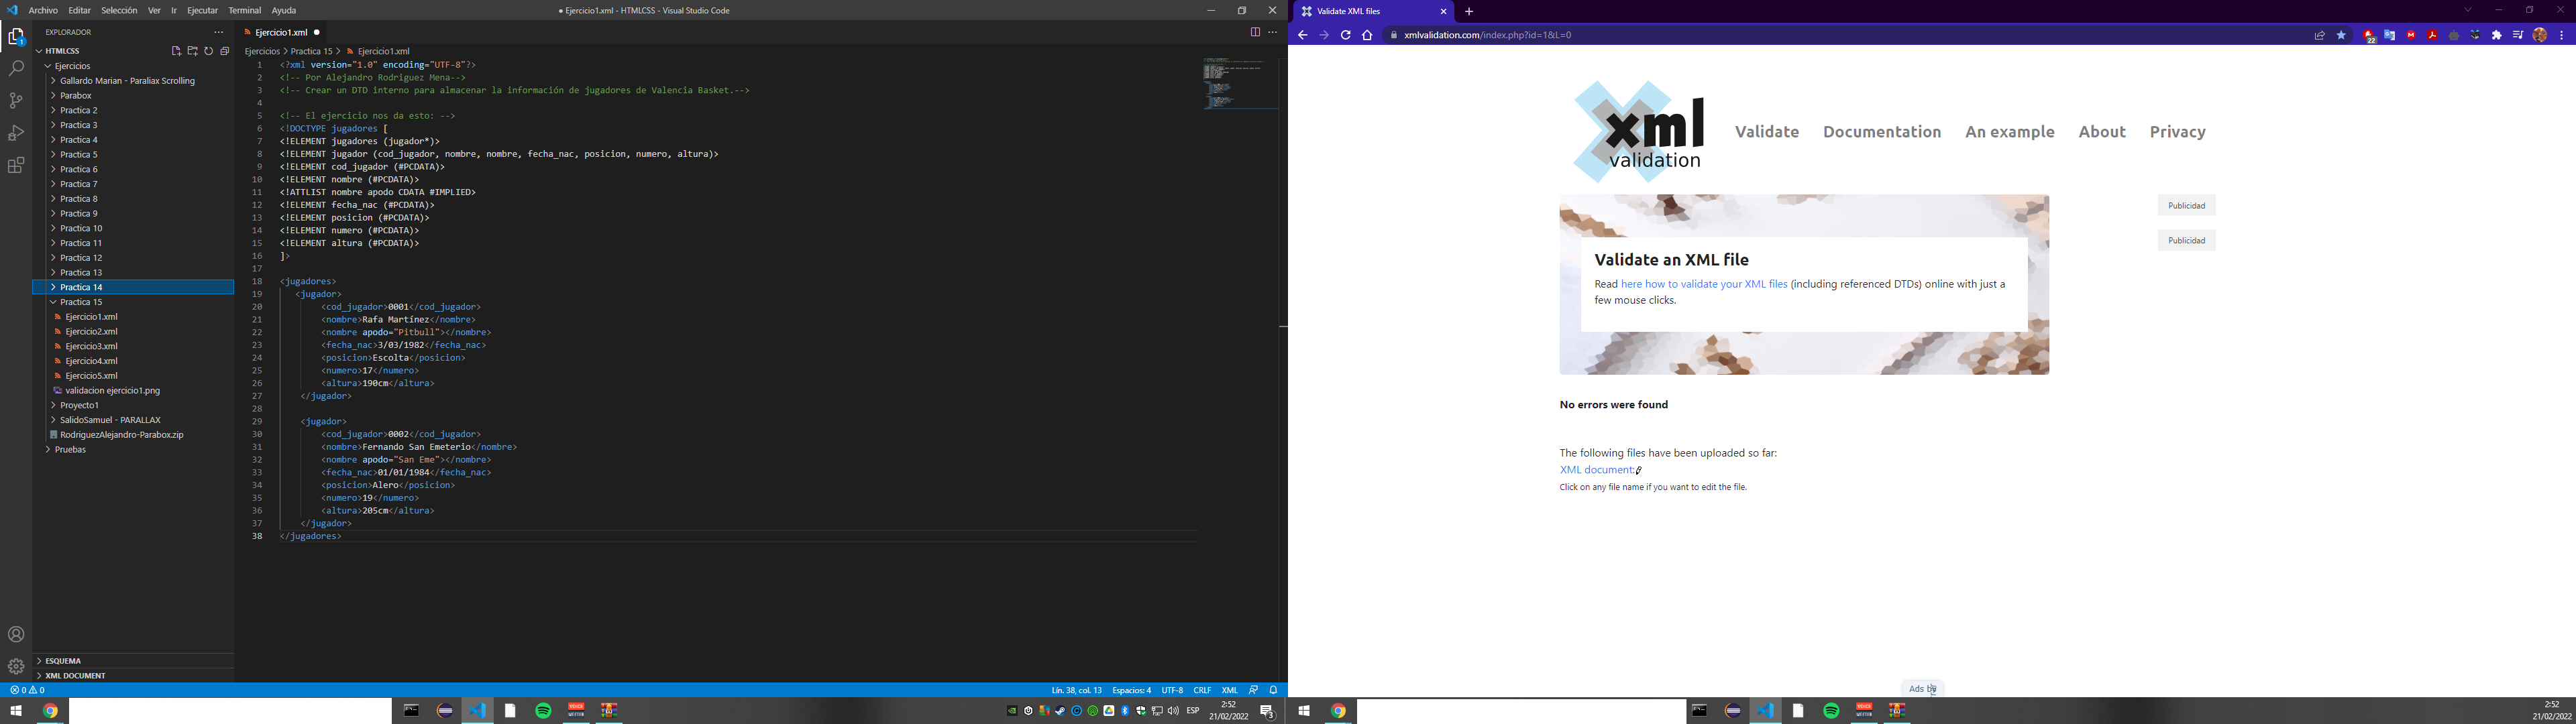 Archivo Editar Selección Ver Ir Ejecutar Terminal Ayuda
● Ejercicio1.xml - HTMLCSS - Visual Studio Code
EXPLORADOR
HTMLCSS
Ejercicios
Gallardo Marian - Paraliax Scrolling
Parabox
Practica 2
Practica 3
Practica 4
Practica 5
Practica 6
Practica 7
Practica 8
Practica 9
Practica 10
Practica 11
Practica 12
Practica 13
Practica 14
Practica 15
Ejercicio1.xml
Ejercicio2.xml
Ejercicio3.xml
Ejercicio4.xml
Ejercicio5.xml
validacion ejercicio1.png
Proyecto1
SalidoSamuel - PARALLAX
RodriguezAlejandro-Parabox.zip
Pruebas
ESQUEMA
XML DOCUMENT
1
Ejercicio1.xml ●
Ejercicios > Practica 15 > Ejercicio1.xml
1 <?xml version="1.0" encoding="UTF-8"?>
2 <!-- Por Alejandro Rodriguez Mena-->
3 <!-- Crear un DTD interno para almacenar la información de jugadores de Valencia Basket.-->
4
5 <!-- El ejercicio nos da esto: -->
6 <!DOCTYPE jugadores [
7 <!ELEMENT jugadores (jugador*)>
8 <!ELEMENT jugador (cod_jugador, nombre, nombre, fecha_nac, posicion, numero, altura)>
9 <!ELEMENT cod_jugador (#PCDATA)>
10 <!ELEMENT nombre (#PCDATA)>
11 <!ATTLIST nombre apodo CDATA #IMPLIED>
12 <!ELEMENT fecha_nac (#PCDATA)>
13 <!ELEMENT posicion (#PCDATA)>
14 <!ELEMENT numero (#PCDATA)>
15 <!ELEMENT altura (#PCDATA)>
16 ]>
17
18 <jugadores>
19 <jugador>
20 <cod_jugador>0001</cod_jugador>
21 <nombre>Rafa Martínez</nombre>
22 <nombre apodo="Pitbull"></nombre>
23 <fecha_nac>3/03/1982</fecha_nac>
24 <posicion>Escolta</posicion>
25 <numero>17</numero>
26 <altura>190cm</altura>
27 </jugador>
28
29 <jugador>
30 <cod_jugador>0002</cod_jugador>
31 <nombre>Fernando San Emeterio</nombre>
32 <nombre apodo="San Eme"></nombre>
33 <fecha_nac>01/01/1984</fecha_nac>
34 <posicion>Alero</posicion>
35 <numero>19</numero>
36 <altura>205cm</altura>
37 </jugador>
38 </jugadores>
0 0
Lín. 38, col. 13 Espacios: 4 UTF-8 CRLF XML
ESP
2:52
21/02/2022
3
Validate XML files
xmlvalidation.com/index.php?id=1&L=0
22
xml
validation
Validate Documentation An example About Privacy
Publicidad
Publicidad
Validate an XML file
Read here how to validate your XML files (including referenced DTDs) online with just a
few mouse clicks.
No errors were found
The following files have been uploaded so far:
XML document:
Click on any file name if you want to edit the file.
Ads by
2:52
21/02/2022